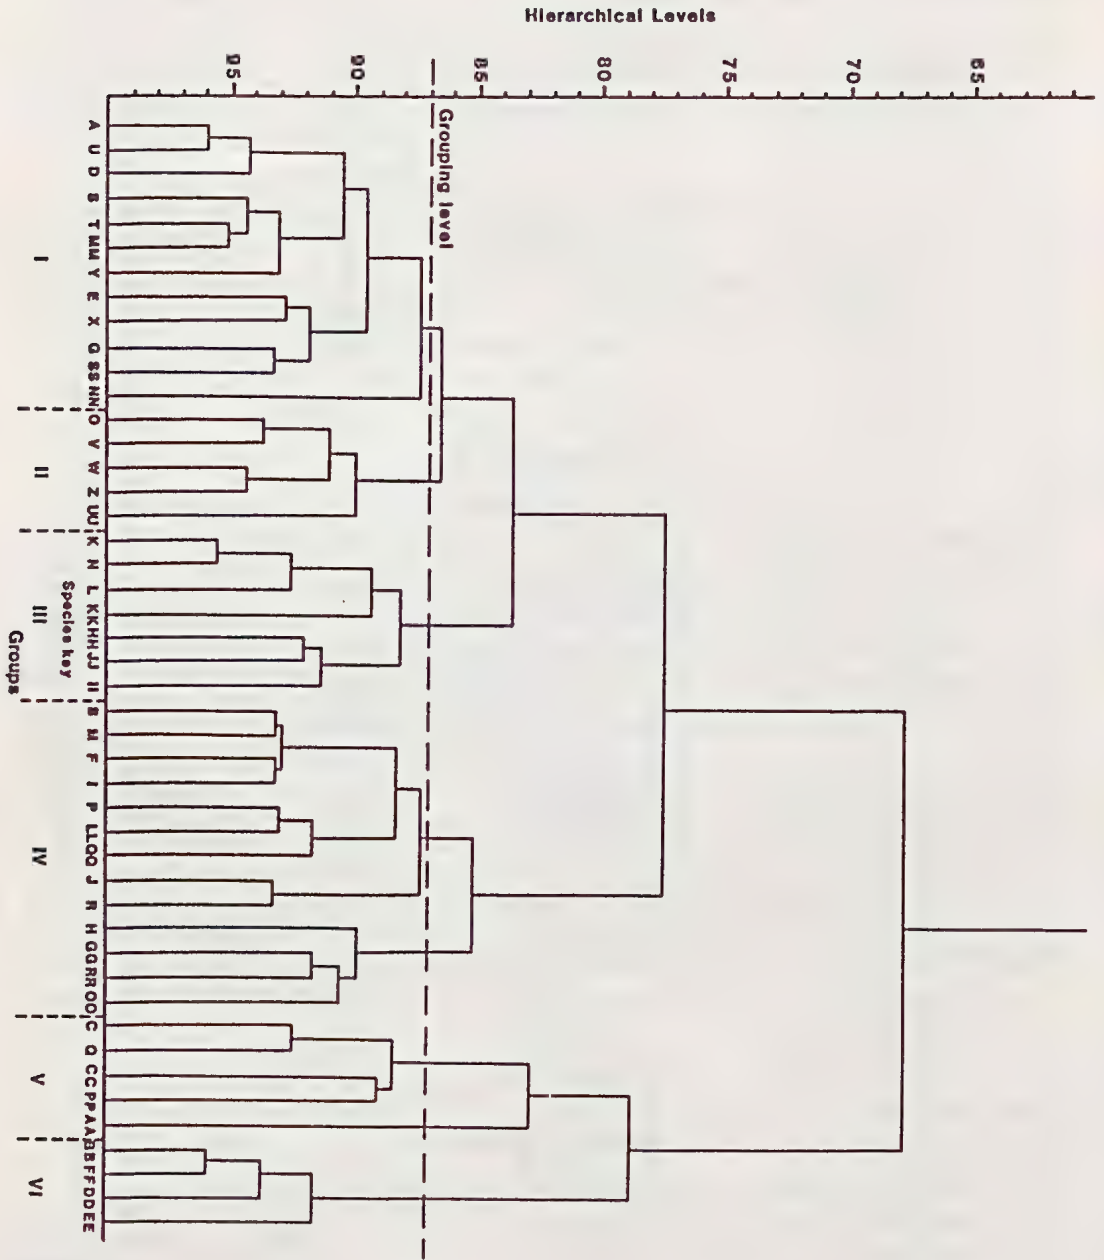 Hierarchical Levels
95 90 85 80 75 70 65
Grouping level
A U D S T MM Y E X G SS NN O V W Z UU K N L KK HH JJ II B M F I P LL QQ J R H GG RR OO C Q CC PP AA BB FF DD EE
Species key
I II III IV V VI
Groups